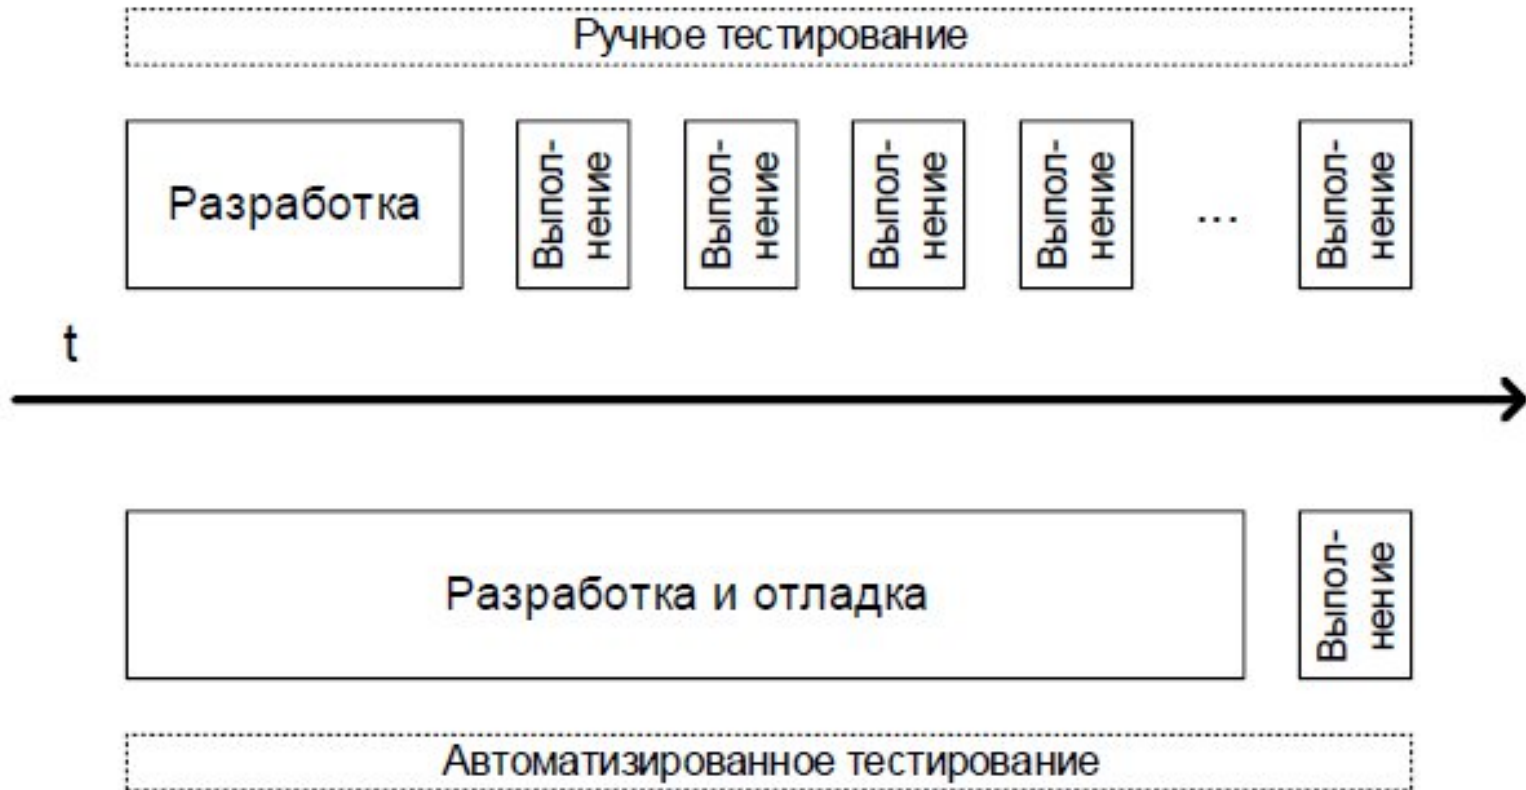 Ручное тестирование
Разработка
Выпол-
нение
Выпол-
нение
Выпол-
нение
Выпол-
нение
...
Выпол-
нение
t
Разработка и отладка
Выпол-
нение
Автоматизированное тестирование